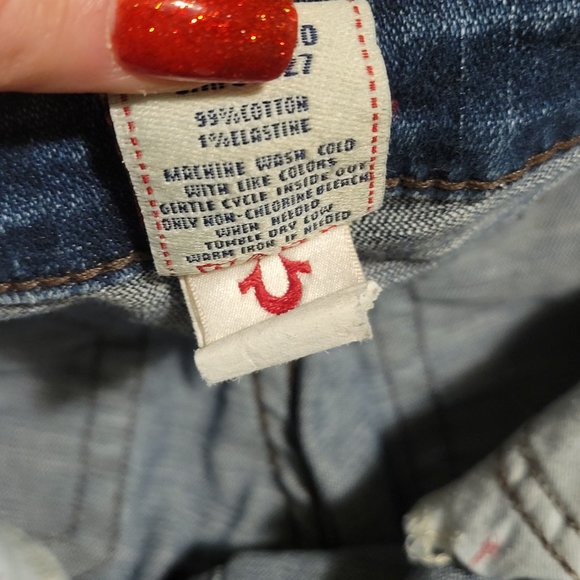 27
99%COTTON
1%ELASTINE
MACHINE WASH COLD
WITH LIKE COLORS
GENTLE CYCLE INSIDE OUT
ONLY NON-CHLORINE BLEACH
WHEN NEEDED
TUMBLE DRY LOW
WARM IRON IF NEEDED